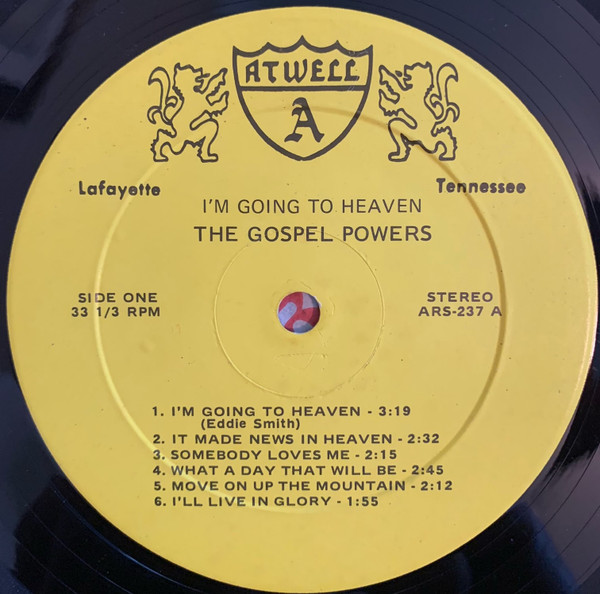 ATWELL
A
Lafayette
Tennessee
I'M GOING TO HEAVEN
THE GOSPEL POWERS
SIDE ONE
33 1/3 RPM
STEREO
ARS-237 A
1. I'M GOING TO HEAVEN - 3:19
(Eddie Smith)
2. IT MADE NEWS IN HEAVEN - 2:32
3. SOMEBODY LOVES ME - 2:15
4. WHAT A DAY THAT WILL BE - 2:45
5. MOVE ON UP THE MOUNTAIN - 2:12
6. I'LL LIVE IN GLORY - 1:55